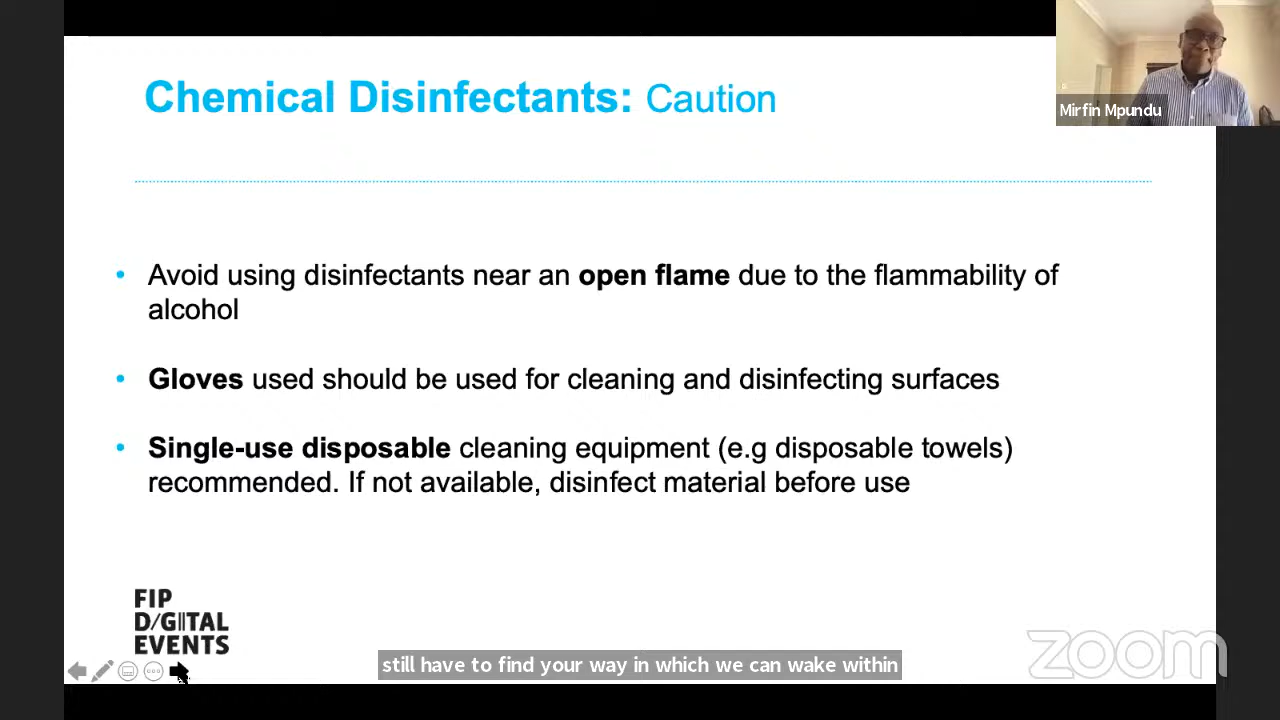 Chemical Disinfectants: Caution
Mirfin Mpundu
• Avoid using disinfectants near an open flame due to the flammability of
alcohol
• Gloves used should be used for cleaning and disinfecting surfaces
• Single-use disposable cleaning equipment (e.g disposable towels)
recommended. If not available, disinfect material before use
FIP
D/GITAL
EVENTS
still have to find your way in which we can wake within
zoom